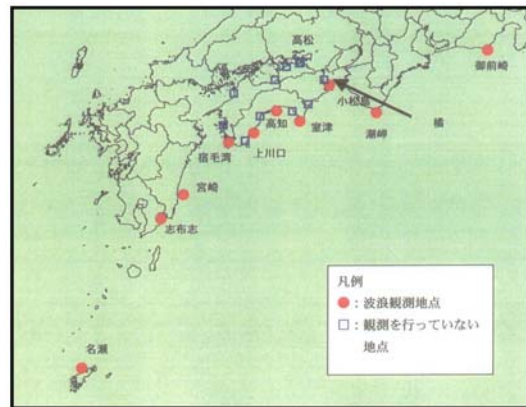 高松
御前崎
小松島
橘
高知
室津
潮岬
宿毛湾
上川口
宮崎
志布志
凡例
●：波浪観測地点
□：観測を行っていない
地点
名瀬